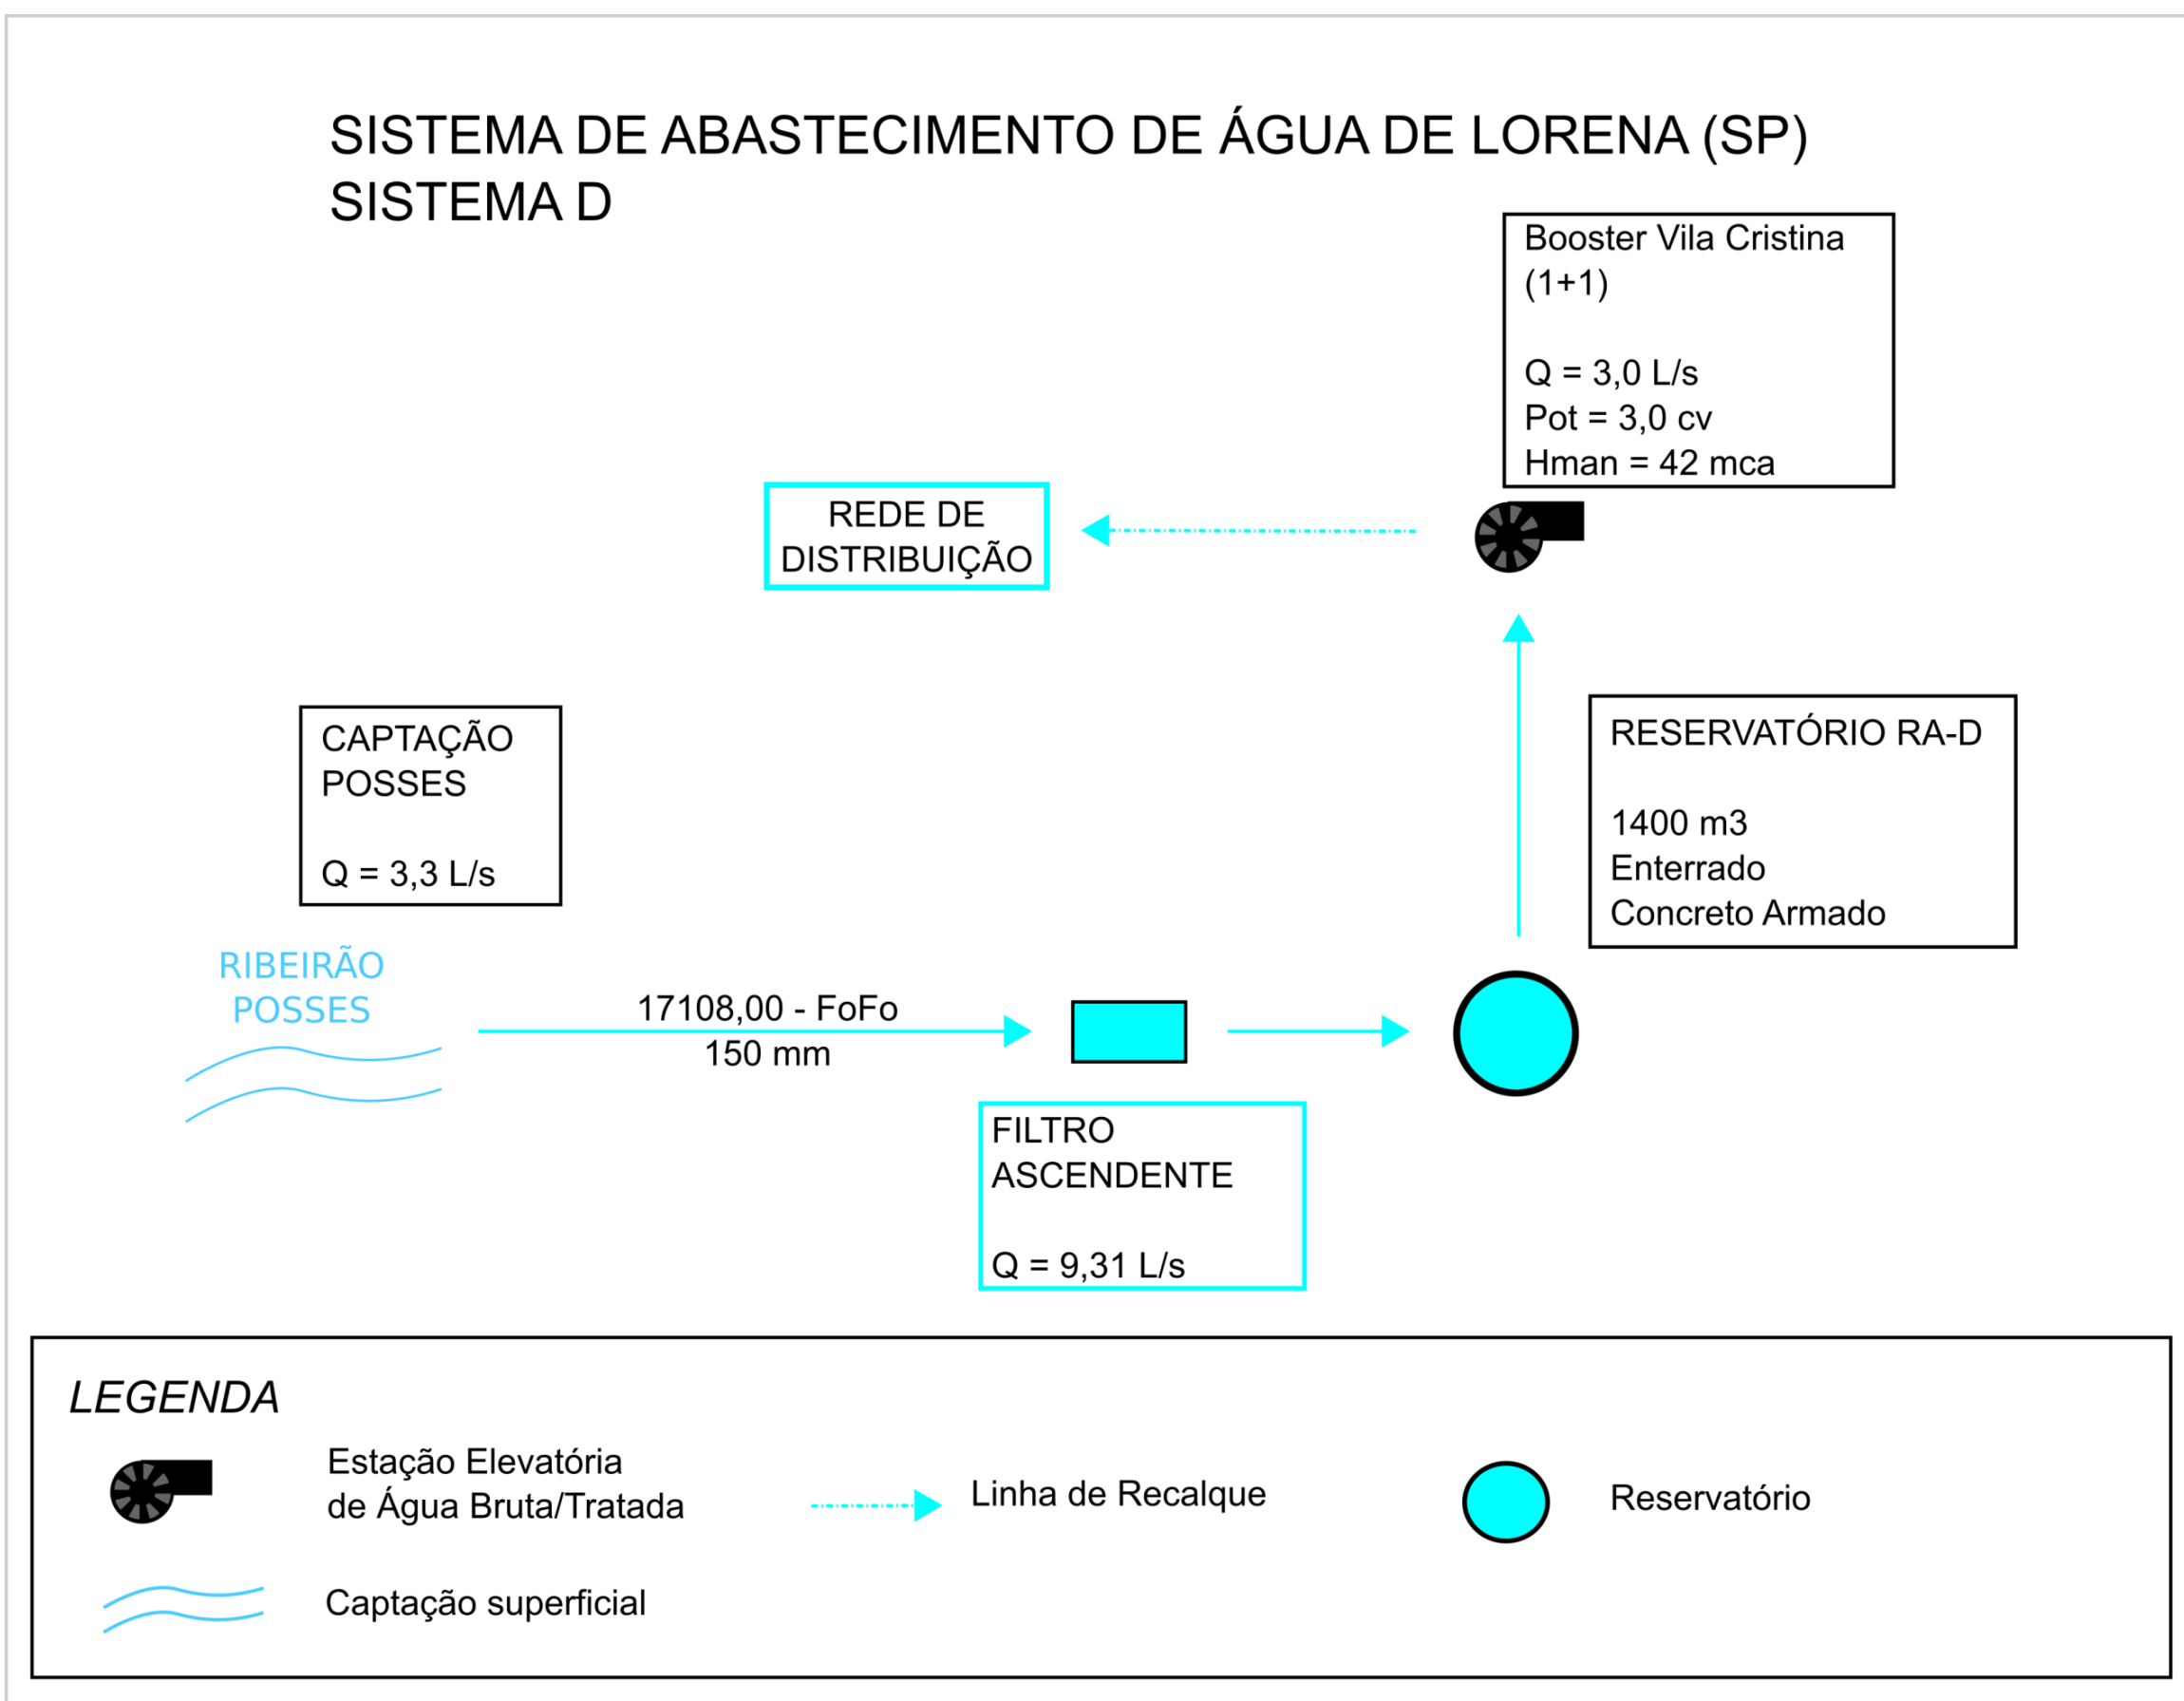 SISTEMA DE ABASTECIMENTO DE ÁGUA DE LORENA (SP)
SISTEMA D
Booster Vila Cristina
(1+1)
Q = 3,0 L/s
Pot = 3,0 cv
Hman = 42 mca
REDE DE
DISTRIBUIÇÃO
CAPTAÇÃO
POSSES
Q = 3,3 L/s
RESERVATÓRIO RA-D
1400 m3
Enterrado
Concreto Armado
RIBEIRÃO
POSSES
17108,00 - FoFo
150 mm
FILTRO
ASCENDENTE
Q = 9,31 L/s
LEGENDA
Estação Elevatória
de Água Bruta/Tratada
Linha de Recalque
Reservatório
Captação superficial